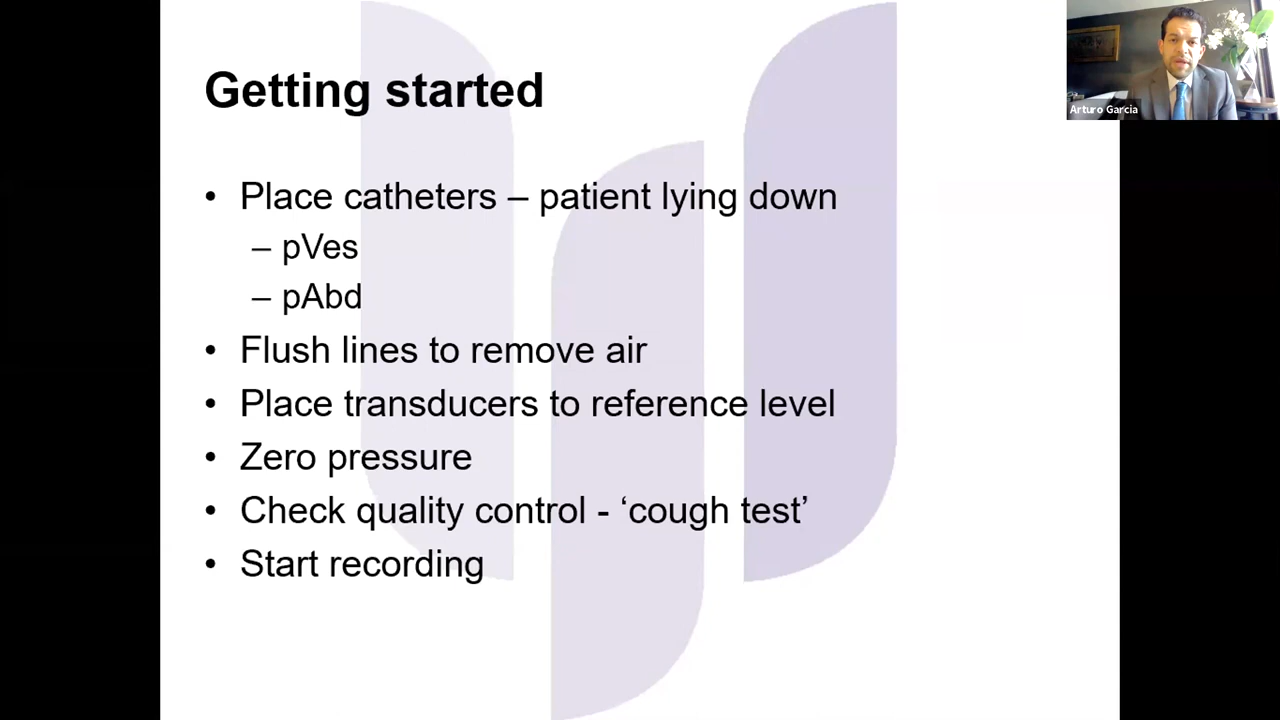 Getting started
• Place catheters – patient lying down
– pVes
– pAbd
• Flush lines to remove air
• Place transducers to reference level
• Zero pressure
• Check quality control - ‘cough test’
• Start recording
Arturo Garcia